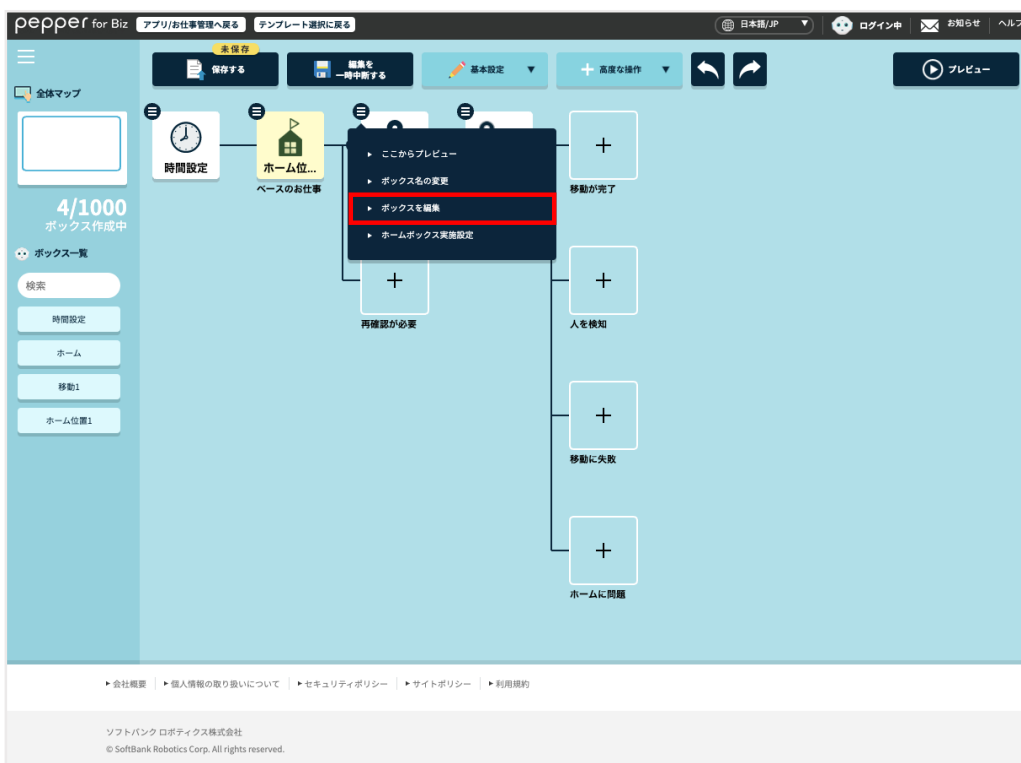 pepper for Biz アプリ/お仕事管理へ戻る テンプレート選択に戻る 日本語/JP ▼ ログイン中 お知らせ ヘルプ
未保存
保存する
編集を
一時中断する
基本設定 ▼
高度な操作 ▼
プレビュー
全体マップ
4/1000
ボックス作成中
ボックス一覧
検索
時間設定
ホーム
移動1
ホーム位置1
時間設定
ホーム位...
ベースのお仕事
ここからプレビュー
ボックス名の変更
ボックスを編集
ホームボックス実施設定
再確認が必要
移動が完了
人を検知
移動に失敗
ホームに問題
会社概要 個人情報の取り扱いについて セキュリティポリシー サイトポリシー 利用規約
ソフトバンク ロボティクス株式会社
© SoftBank Robotics Corp. All rights reserved.